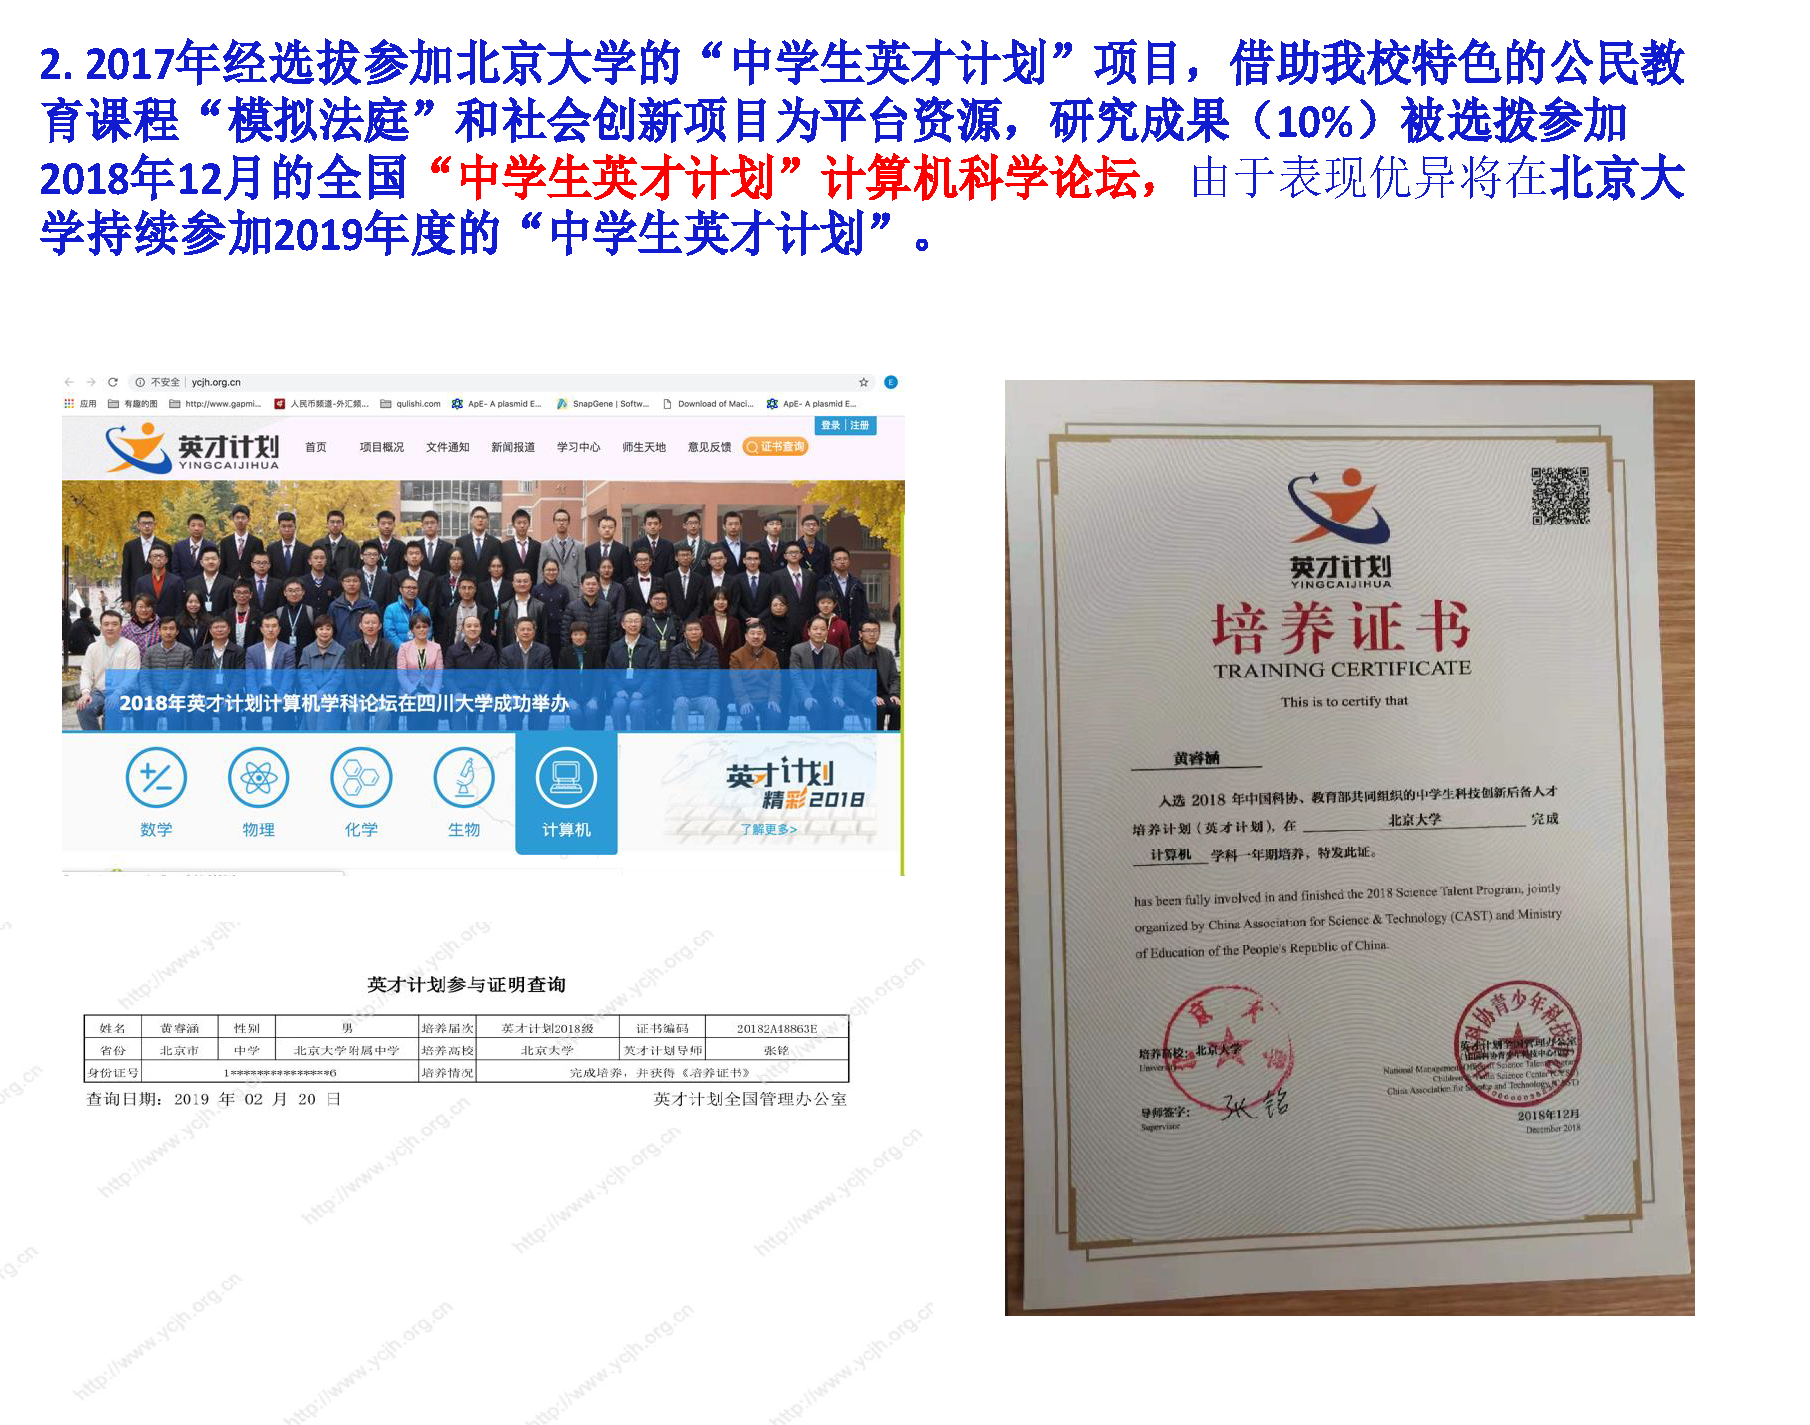 2. 2017年经选拔参加北京大学的“中学生英才计划”项目，借助我校特色的公民教
育课程“模拟法庭”和社会创新项目为平台资源，研究成果（10%）被选拨参加
2018年12月的全国“中学生英才计划”计算机科学论坛，由于表现优异将在北京大
学持续参加2019年度的“中学生英才计划”。
不安全 ycjh.org.cn
应用 有趣的图 http://www.gapmi... 人民币频道-外汇频... qulishi.com ApE- A plasmid E... SnapGene | Softw... Download of Maci... ApE- A plasmid E...
登录 注册
英才计划
YINGCAIJIHUA
首页 项目概况 文件通知 新闻报道 学习中心 师生天地 意见反馈 证书查询
2018年英才计划计算机学科论坛在四川大学成功举办
数学 物理 化学 生物 计算机
英才计划
精彩2018
了解更多>
英才计划参与证明查询
姓名 黄睿涵 性别 男 培养届次 英才计划2018级 证书编码 20182A48863E
省份 北京市 中学 北京大学附属中学 培养高校 北京大学 英才计划导师 张铭
身份证号 1***************6 培养情况 完成培养，并获得《培养证书》
查询日期：2019 年 02 月 20 日 英才计划全国管理办公室
http://www.ycjh.org.cn
英才计划
YINGCAIJIHUA
培养证书
TRAINING CERTIFICATE
This is to certify that
黄睿涵
入选 2018 年中国科协、教育部共同组织的中学生科技创新后备人才
培养计划（英才计划），在 北京大学 完成
计算机 学科一年期培养，特发此证。
has been fully involved in and finished the 2018 Science Talent Program, jointly
organized by China Association for Science & Technology (CAST) and Ministry
of Education of the People's Republic of China.
培养高校：北京大学
University
导师签字： 张铭
Supervisor
英才计划全国管理办公室
2018年12月
December 2018